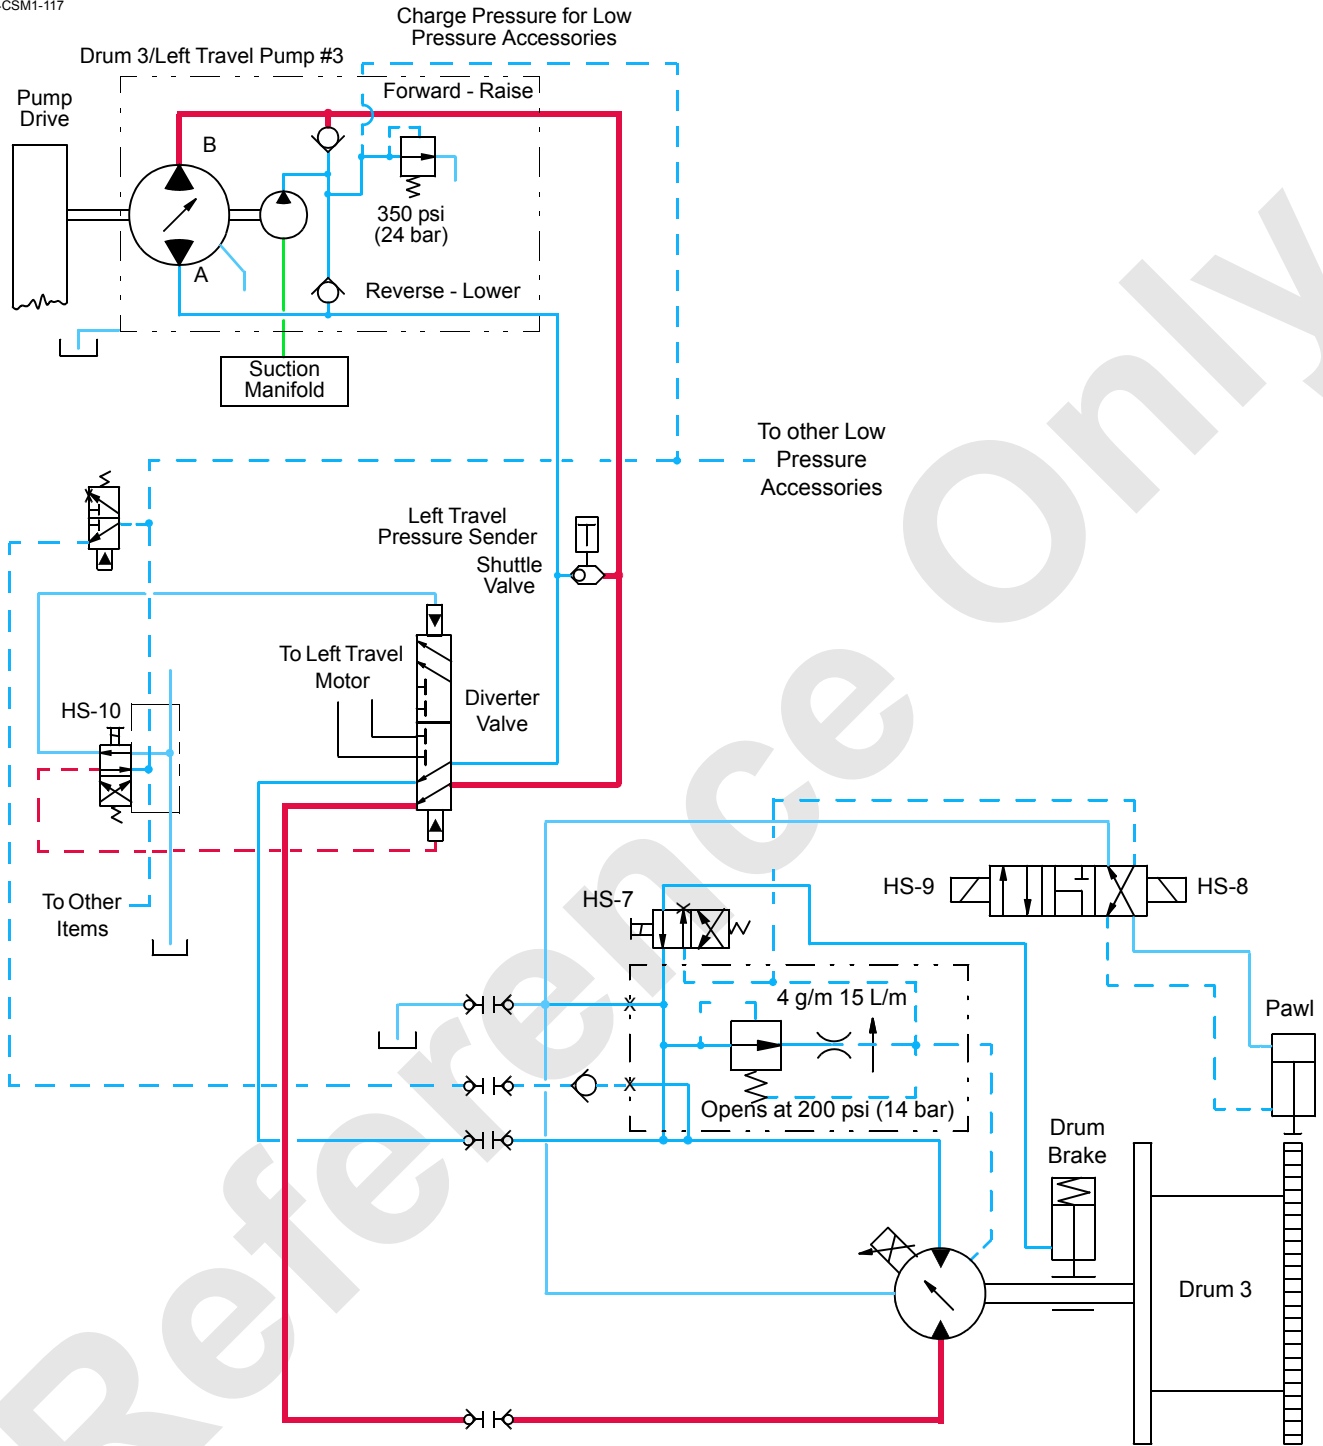 -CSM1-117
Charge Pressure for Low
Pressure Accessories
Drum 3/Left Travel Pump #3
Forward - Raise
Pump
Drive
B
350 psi
(24 bar)
A
Reverse - Lower
Suction
Manifold
To other Low
Pressure
Accessories
Left Travel
Pressure Sender
Shuttle
Valve
To Left Travel
Motor
Diverter
Valve
HS-10
To Other
Items
HS-7
HS-9
HS-8
4 g/m 15 L/m
Pawl
Opens at 200 psi (14 bar)
Drum
Brake
Drum 3
Reference Only